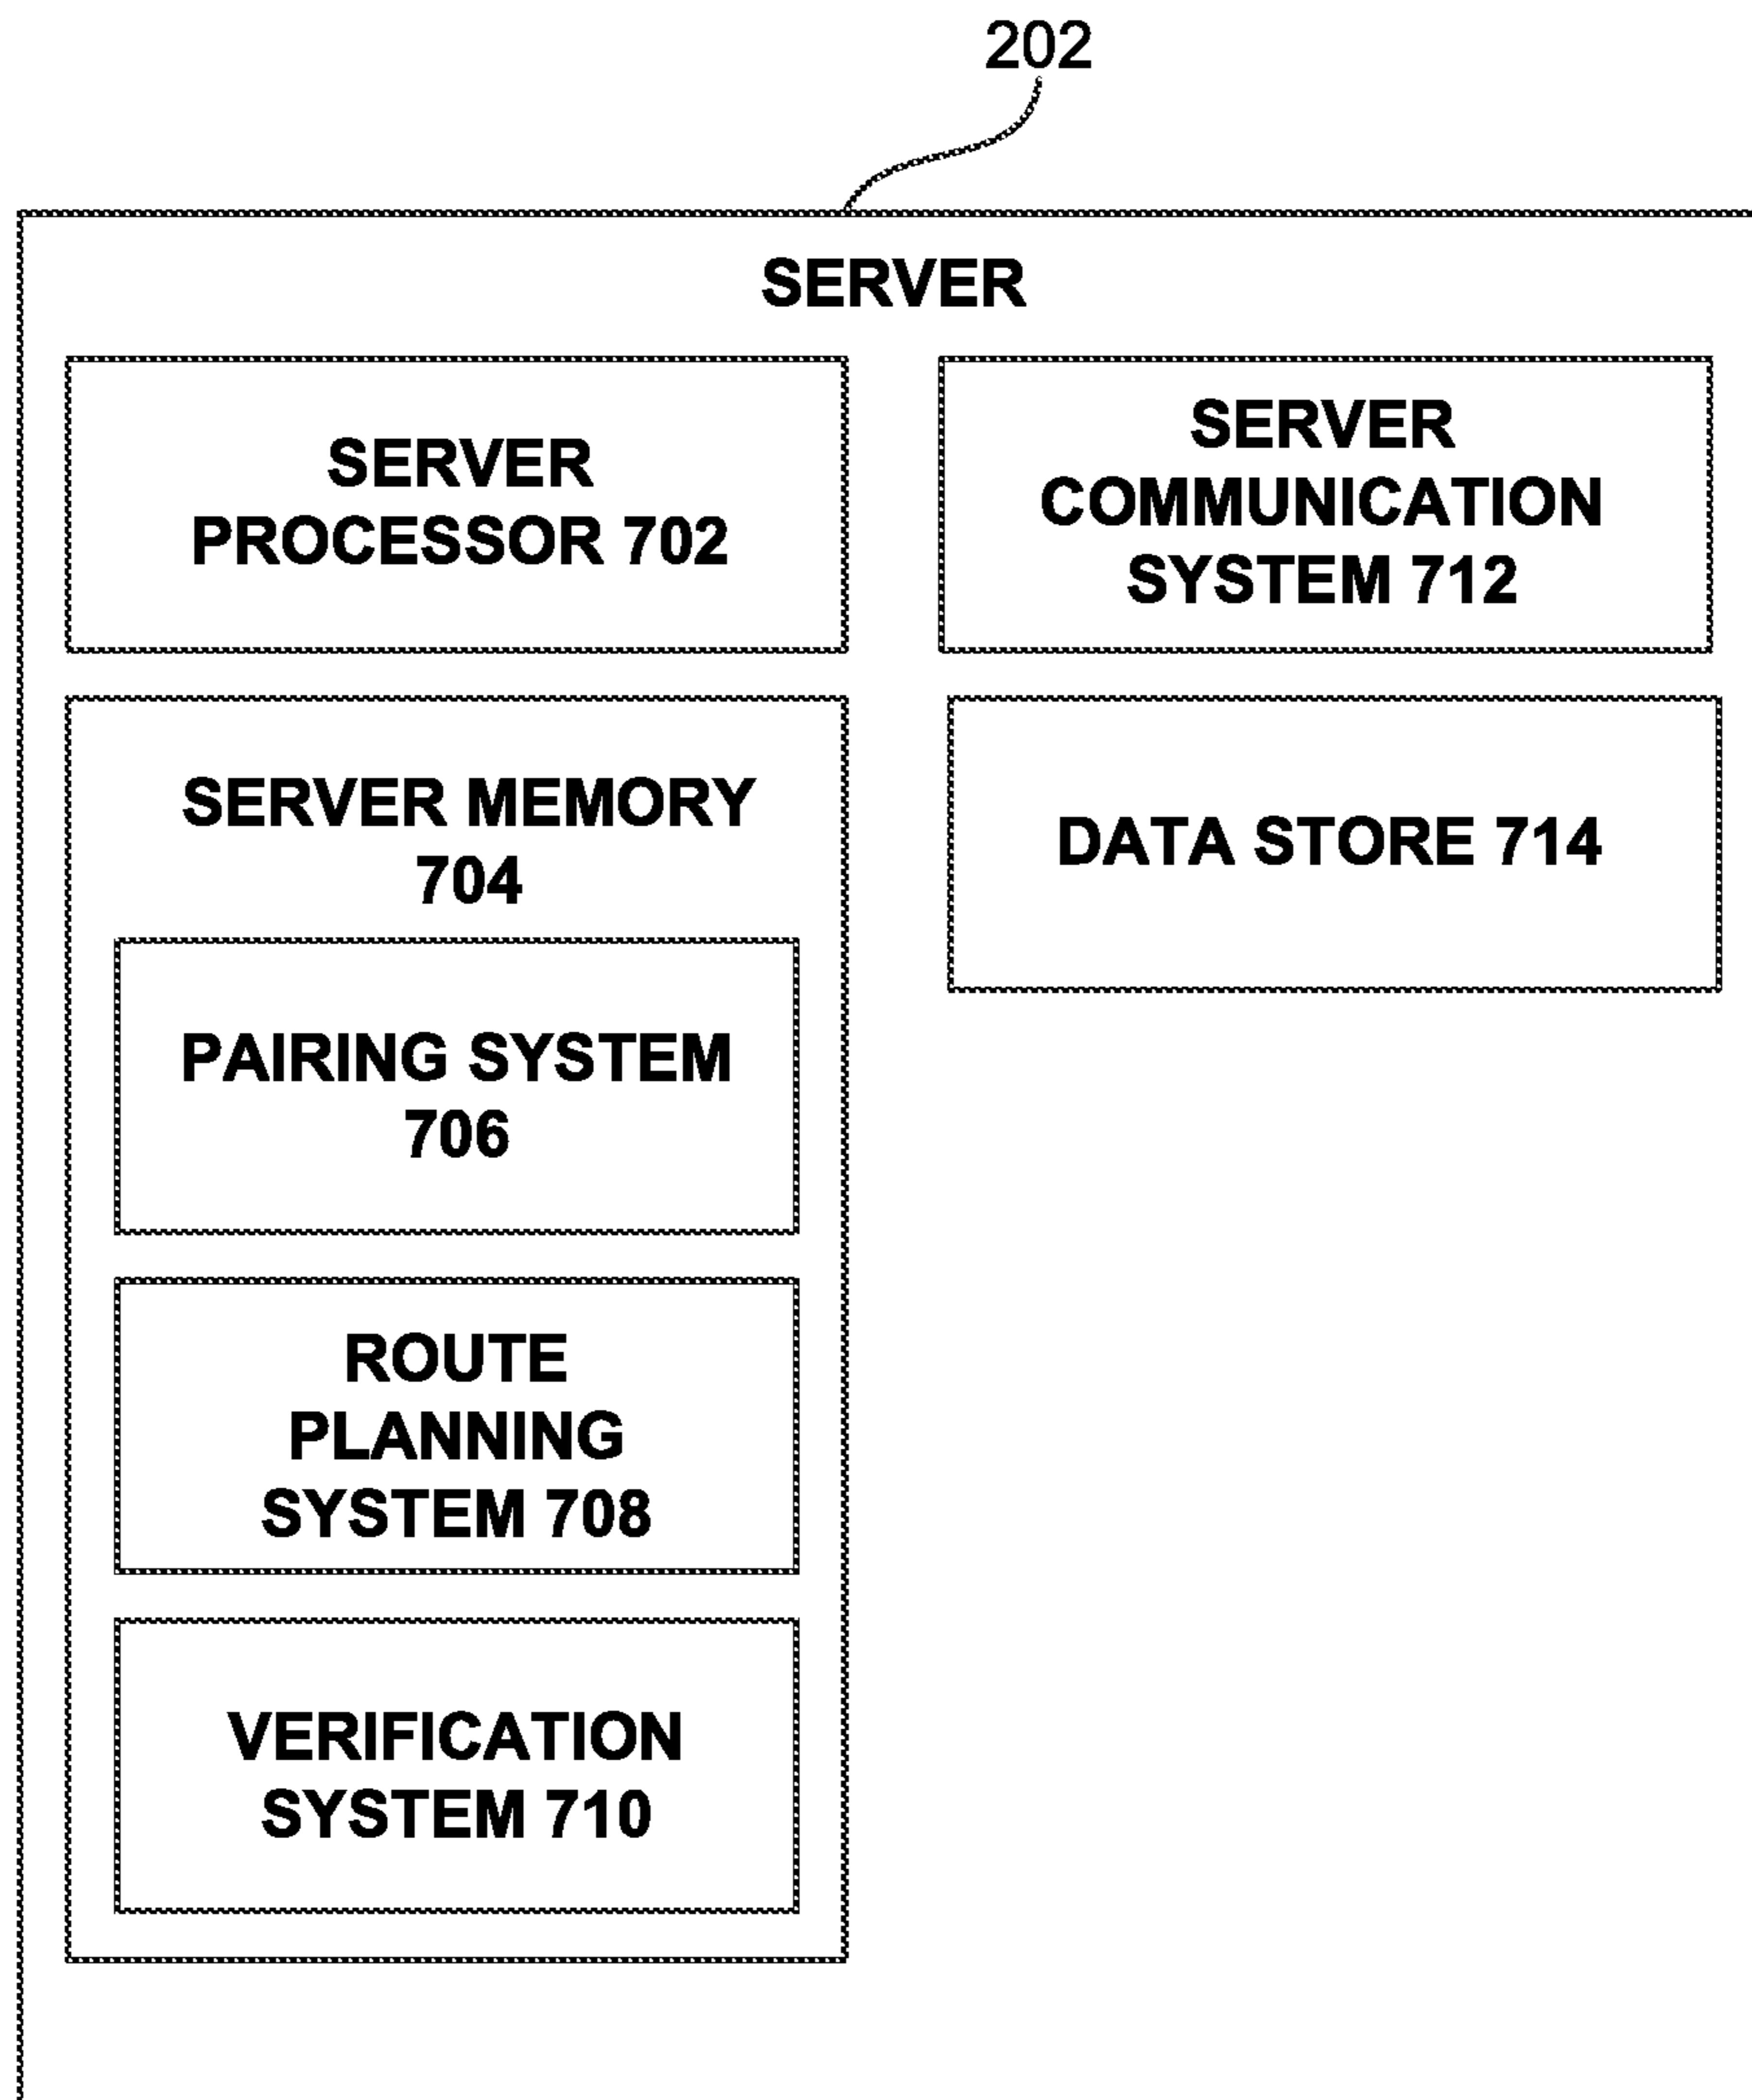 202
SERVER
SERVER
PROCESSOR 702
SERVER
COMMUNICATION
SYSTEM 712
SERVER MEMORY
704
DATA STORE 714
PAIRING SYSTEM
706
ROUTE
PLANNING
SYSTEM 708
VERIFICATION
SYSTEM 710